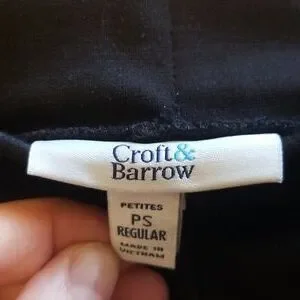 Croft&
Barrow
PETITES
PS
REGULAR
MADE IN
VIETNAM